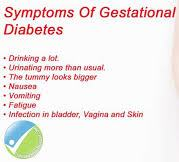 Symptoms Of Gestational
Diabetes
• Drinking a lot.
• Urinating more than usual.
• The tummy looks bigger
• Nausea
• Vomiting
• Fatigue
• Infection in bladder, Vagina and Skin